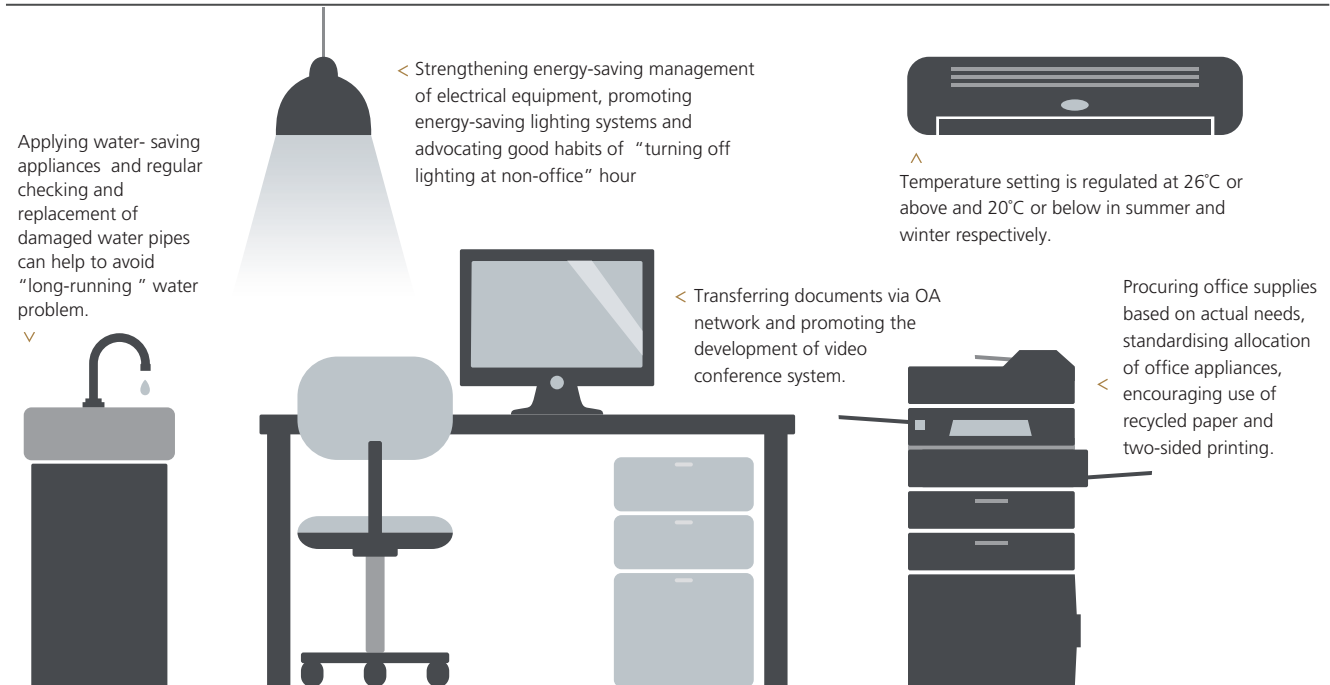 Applying water- saving
appliances and regular
checking and
replacement of
damaged water pipes
can help to avoid
“long-running ” water
problem.
< Strengthening energy-saving management
of electrical equipment, promoting
energy-saving lighting systems and
advocating good habits of “turning off
lighting at non-office” hour
Temperature setting is regulated at 26˚C or
above and 20˚C or below in summer and
winter respectively.
< Transferring documents via OA
network and promoting the
development of video
conference system.
Procuring office supplies
based on actual needs,
standardising allocation
of office appliances,
< encouraging use of
recycled paper and
two-sided printing.